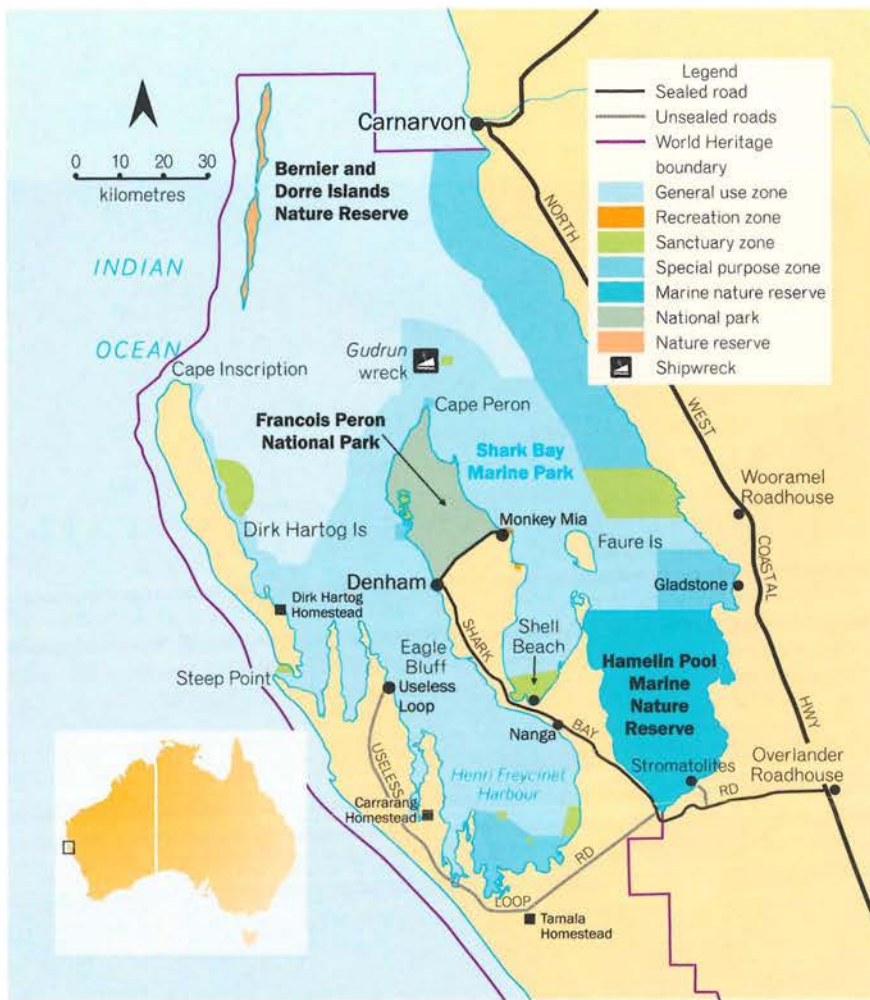 Carnarvon
0 10 20 30
kilometres
Bernier and
Dorre Islands
Nature Reserve
INDIAN
OCEAN
Legend
Sealed road
Unsealed roads
World Heritage
boundary
General use zone
Recreation zone
Sanctuary zone
Special purpose zone
Marine nature reserve
National park
Nature reserve
Shipwreck
NORTH
WEST
COASTAL
HWY
Gudrun
wreck
Cape Inscription
Cape Peron
Francois Peron
National Park
Shark Bay
Marine Park
Wooramel
Roadhouse
Monkey Mia
Dirk Hartog Is
Faure Is
Denham
Gladstone
Dirk Hartog
Homestead
SHARK
BAY
RD
Shell
Beach
Eagle
Bluff
Steep Point
Useless
Loop
Hamelin Pool
Marine
Nature
Reserve
Nanga
USELESS
LOOP
RD
Henri Freycinet
Harbour
Stromatolites
Overlander
Roadhouse
Carrarang
Homestead
Tamala
Homestead